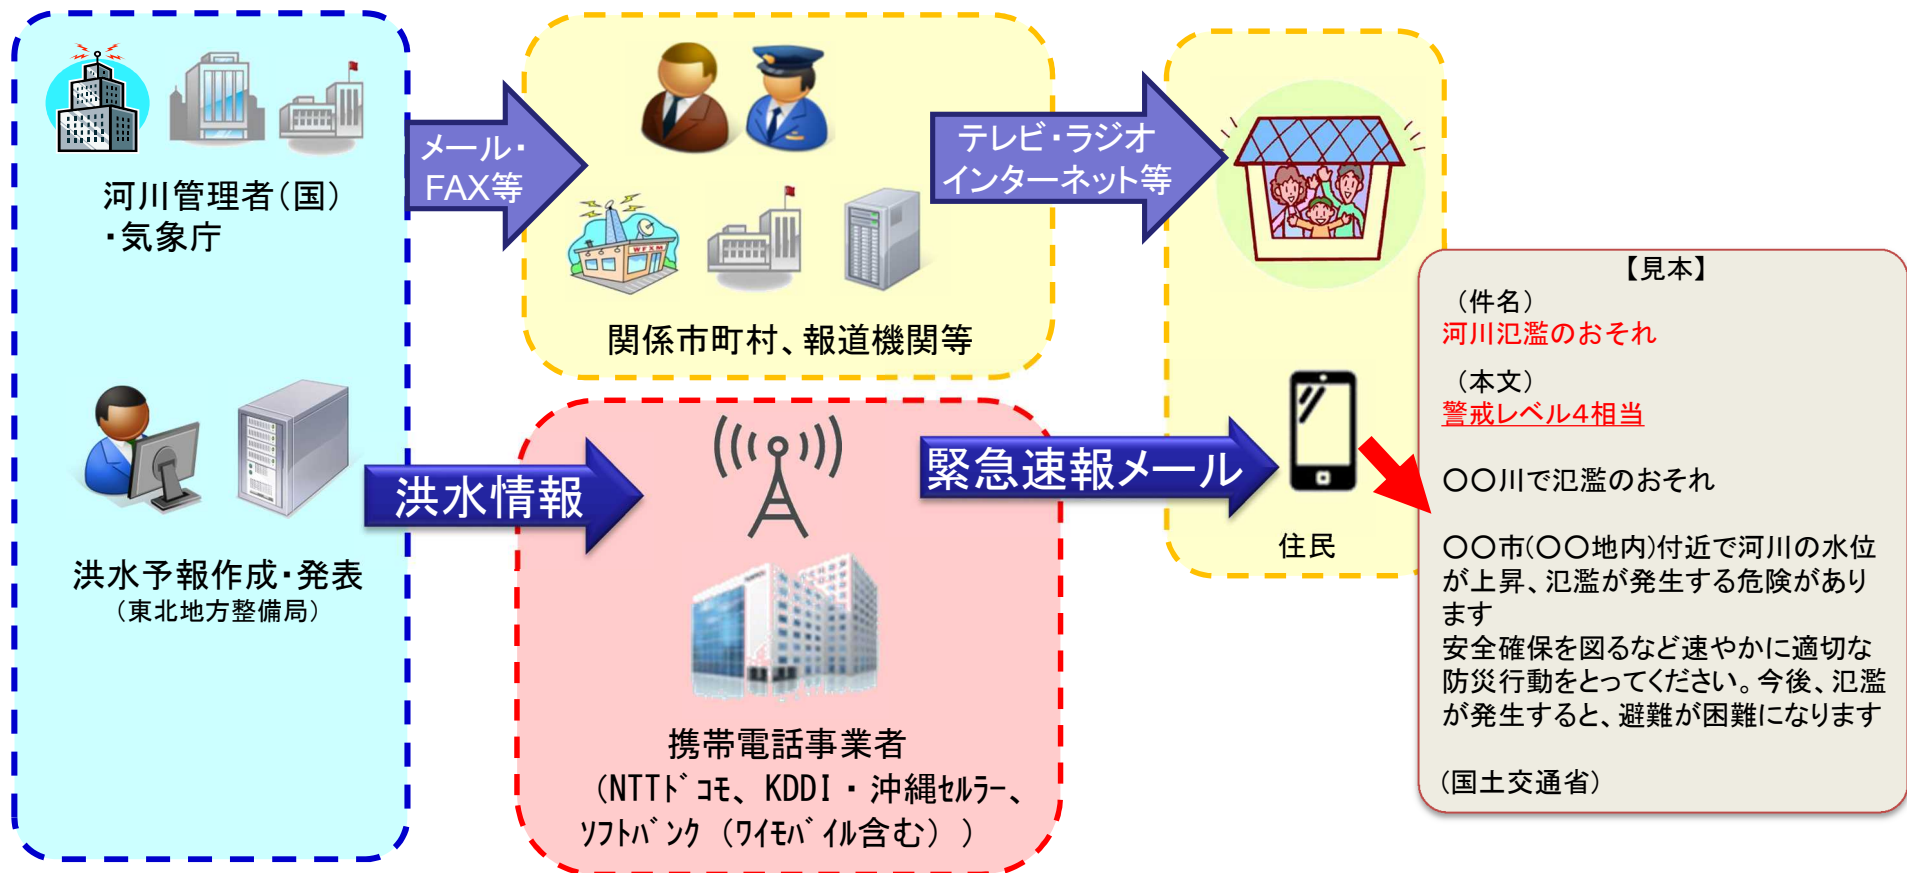 河川管理者(国)
・気象庁
洪水予報作成・発表
(東北地方整備局)
メール・
FAX等
洪水情報
WFXM
関係市町村、報道機関等
携帯電話事業者
(NTTﾄﾞｺﾓ、KDDI・沖縄ｾﾙﾗｰ、
ｿﾌﾄﾊﾞﾝｸ(ﾜｲﾓﾊﾞｲﾙ含む))
テレビ・ラジオ
インターネット等
緊急速報メール
住民
【見本】
(件名)
河川氾濫のおそれ
(本文)
警戒レベル4相当
〇〇川で氾濫のおそれ
〇〇市(〇〇地内)付近で河川の水位
が上昇、氾濫が発生する危険があり
ます
安全確保を図るなど速やかに適切な
防災行動をとってください。今後、氾濫
が発生すると、避難が困難になります
(国土交通省)